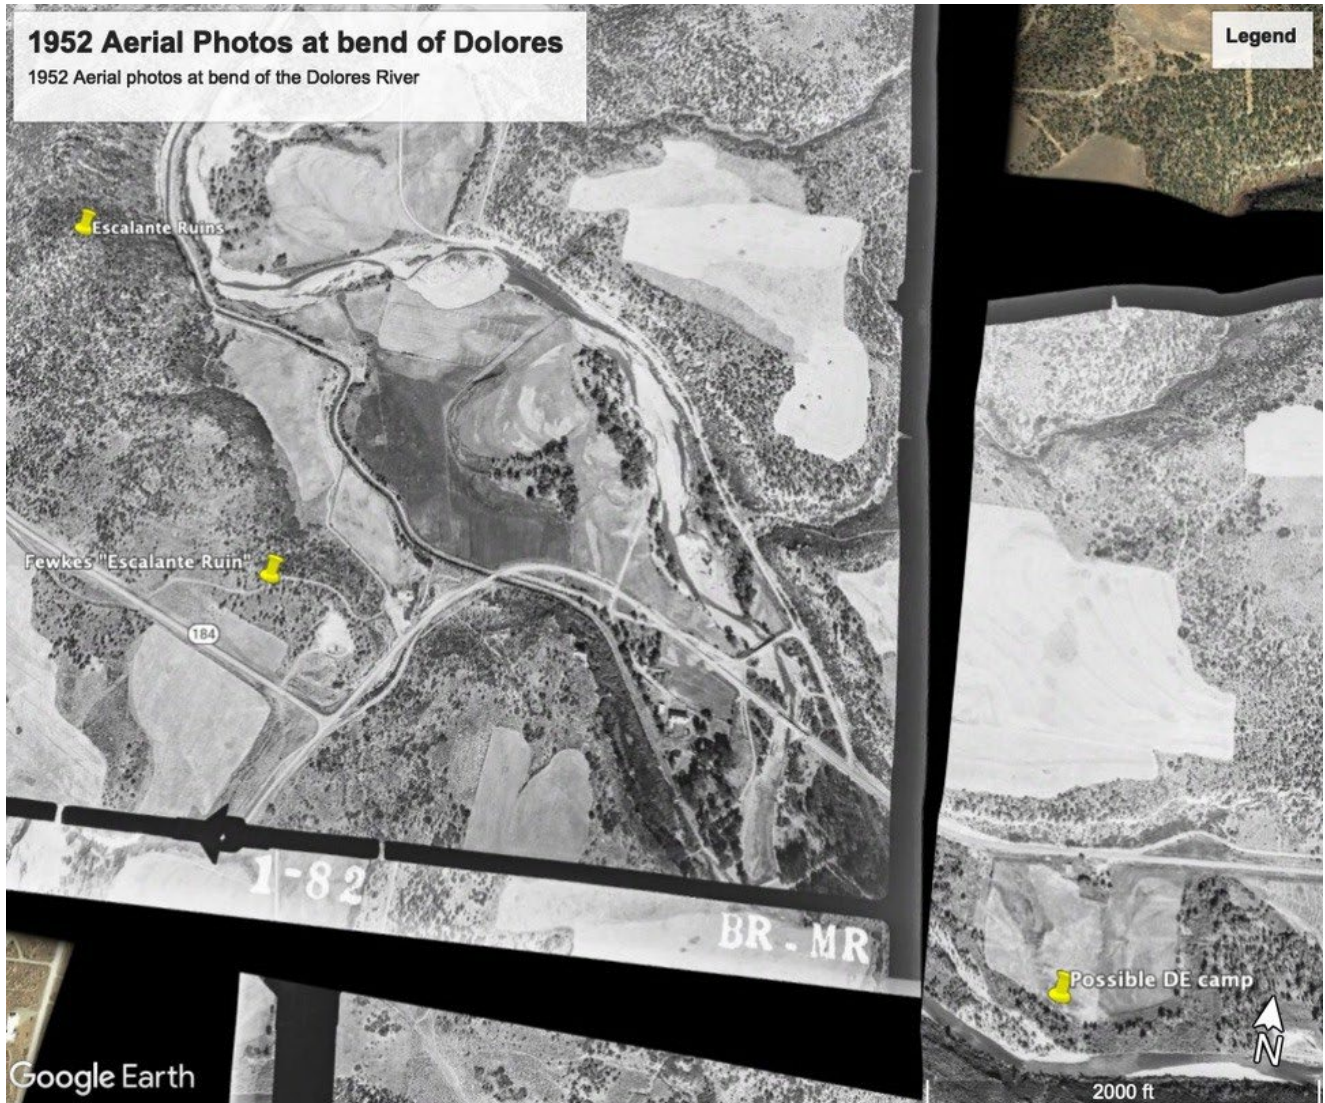 1952 Aerial Photos at bend of Dolores
1952 Aerial photos at bend of the Dolores River
Legend
Escalante Ruins
Fewkes "Escalante Ruin"
184
1-82
BR-MR
Possible DE camp
N
Google Earth
2000 ft